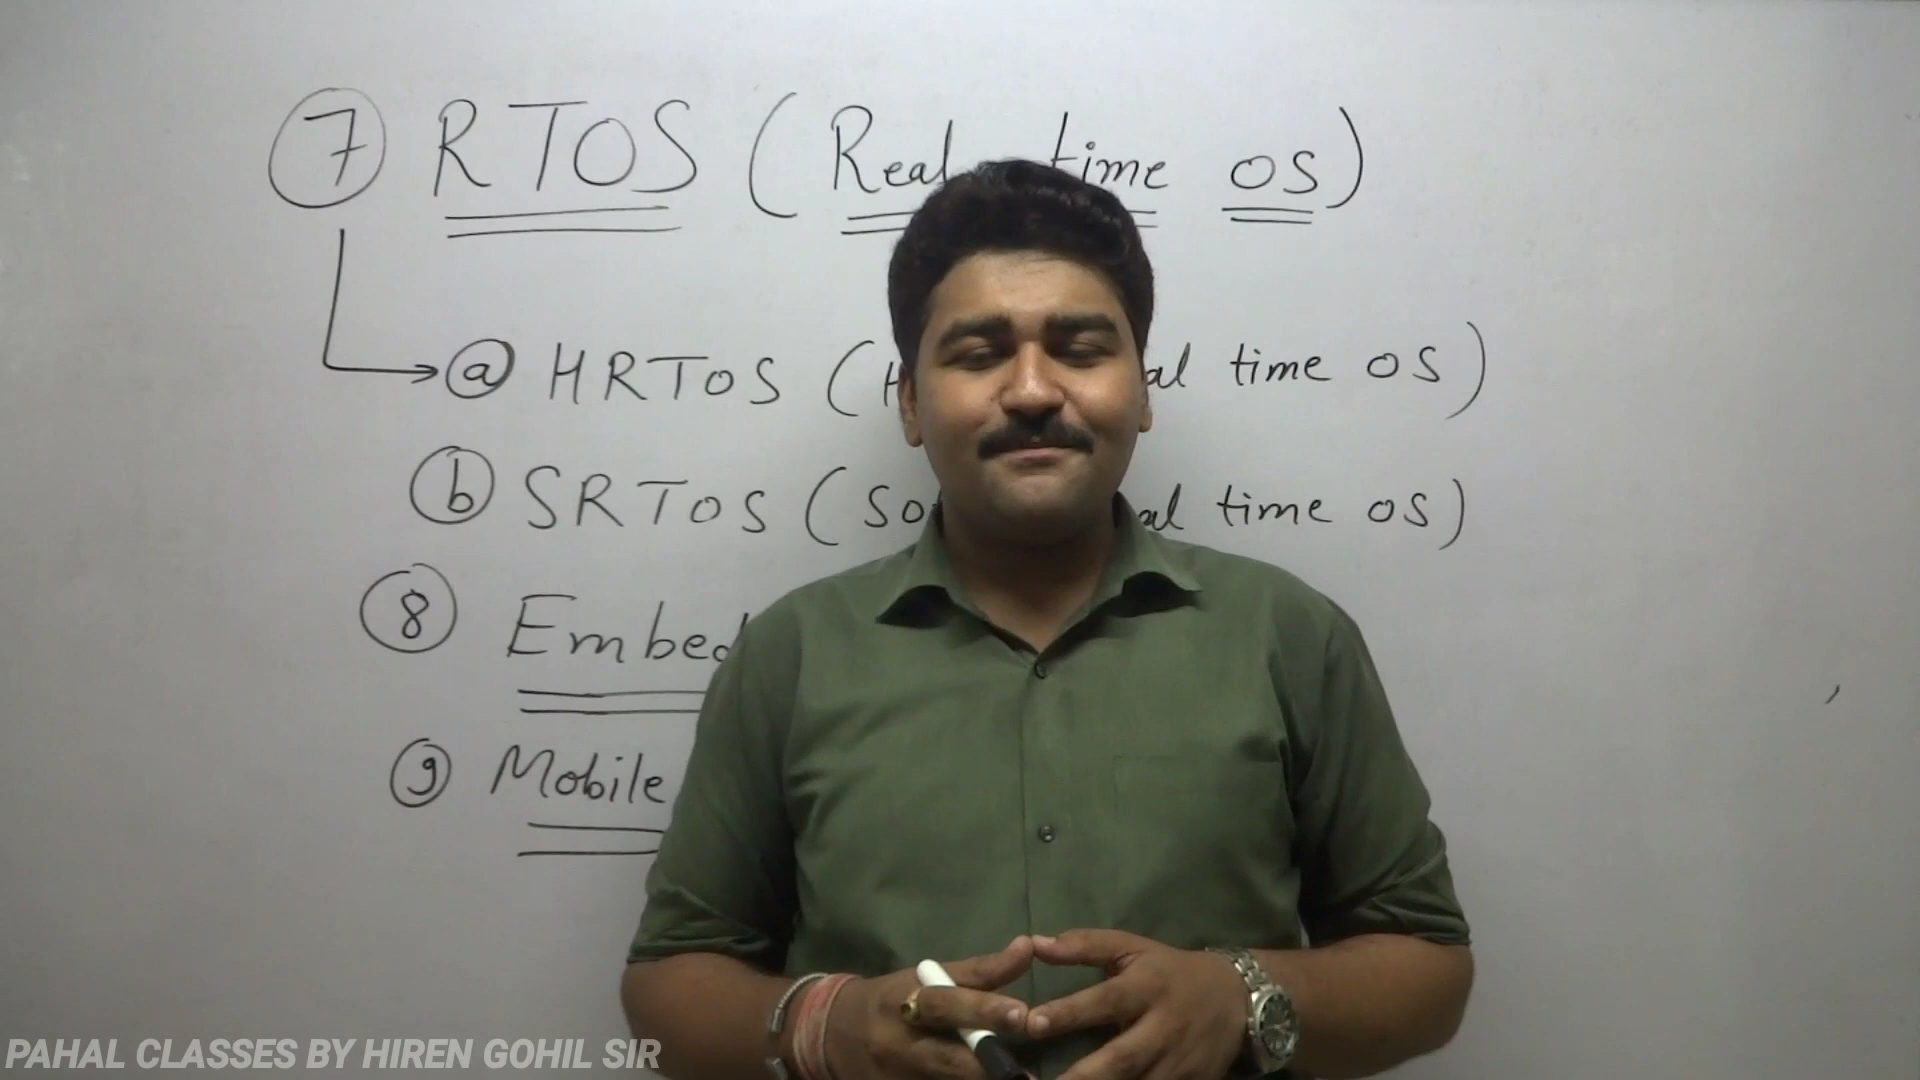 7 RTOS (Real time OS)
a HRTOS ( al time OS)
b SRTOS (So al time OS)
8 Embed
9 Mobile
PAHAL CLASSES BY HIREN GOHIL SIR